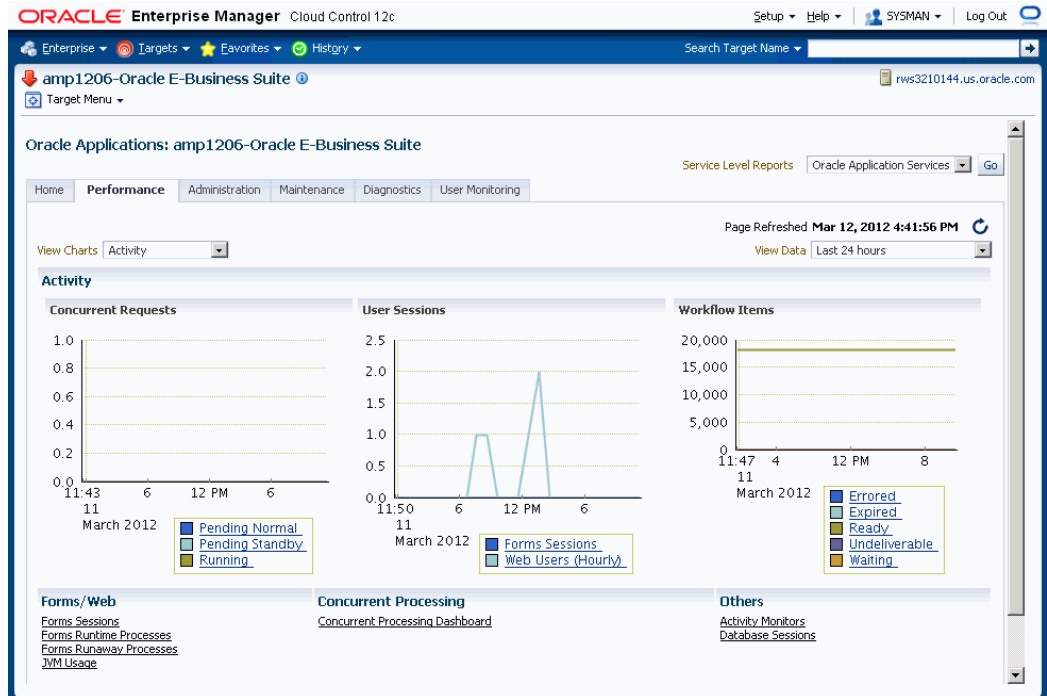 ORACLE Enterprise Manager Cloud Control 12c
Setup Help SYSMAN Log Out
Enterprise Targets Favorites History Search Target Name
amp1206-Oracle E-Business Suite rws3210144.us.oracle.com
Target Menu
Oracle Applications: amp1206-Oracle E-Business Suite
Service Level Reports Oracle Application Services Go
Home Performance Administration Maintenance Diagnostics User Monitoring
Page Refreshed Mar 12, 2012 4:41:56 PM
View Charts Activity View Data Last 24 hours
Activity
Concurrent Requests
1.0
0.8
0.6
0.4
0.2
0.0
11:43 6 12 PM 6
11
March 2012
Pending Normal
Pending Standby
Running
User Sessions
2.5
2.0
1.5
1.0
0.5
0.0
11:50 6 12 PM 6
11
March 2012
Forms Sessions
Web Users (Hourly)
Workflow Items
20,000
15,000
10,000
5,000
0
11:47 4 12 PM 8
11
March 2012
Errored
Expired
Ready
Undeliverable
Waiting
Forms/Web
Forms Sessions
Forms Runtime Processes
Forms Runaway Processes
JVM Usage
Concurrent Processing
Concurrent Processing Dashboard
Others
Activity Monitors
Database Sessions